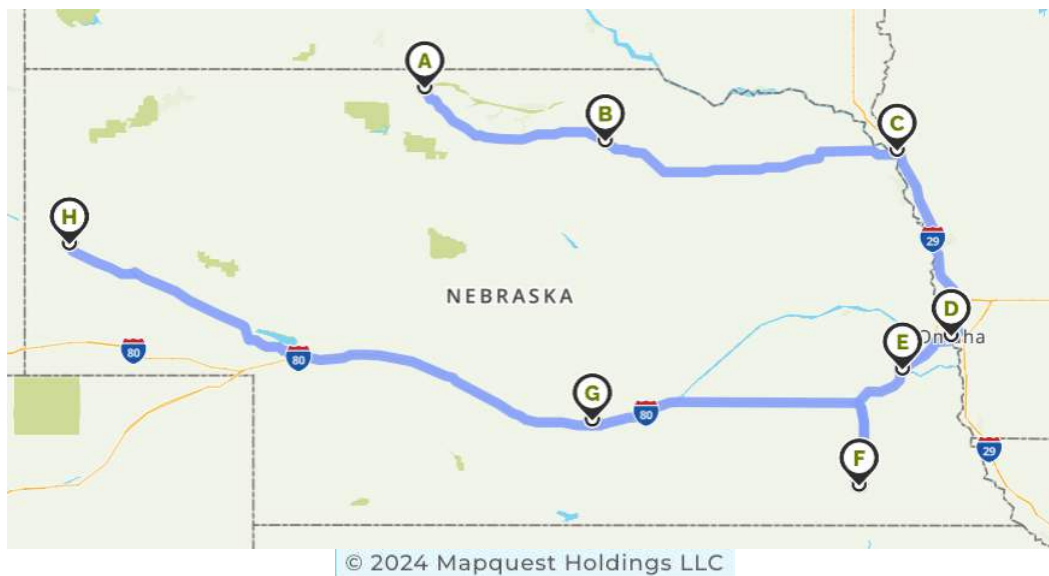 A
B
C
H
29
NEBRASKA
D
Omaha
E
80
80
G
80
29
F
© 2024 Mapquest Holdings LLC